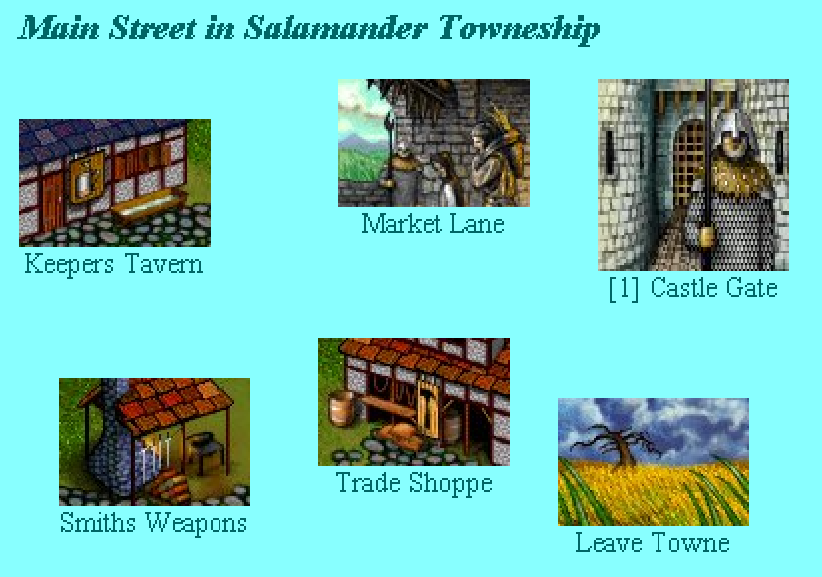 Main Street in Salamander Towneship
Keepers Tavern
Market Lane
[1] Castle Gate
Smiths Weapons
Trade Shoppe
Leave Towne